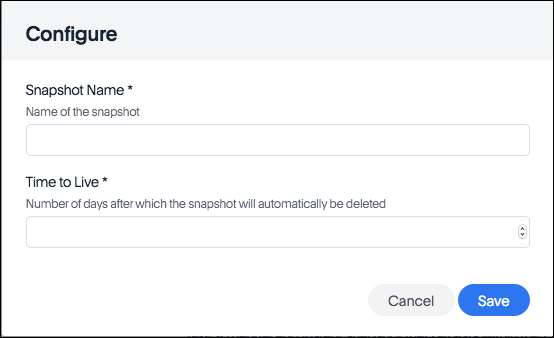 Configure
Snapshot Name *
Name of the snapshot
Time to Live *
Number of days after which the snapshot will automatically be deleted
Cancel Save